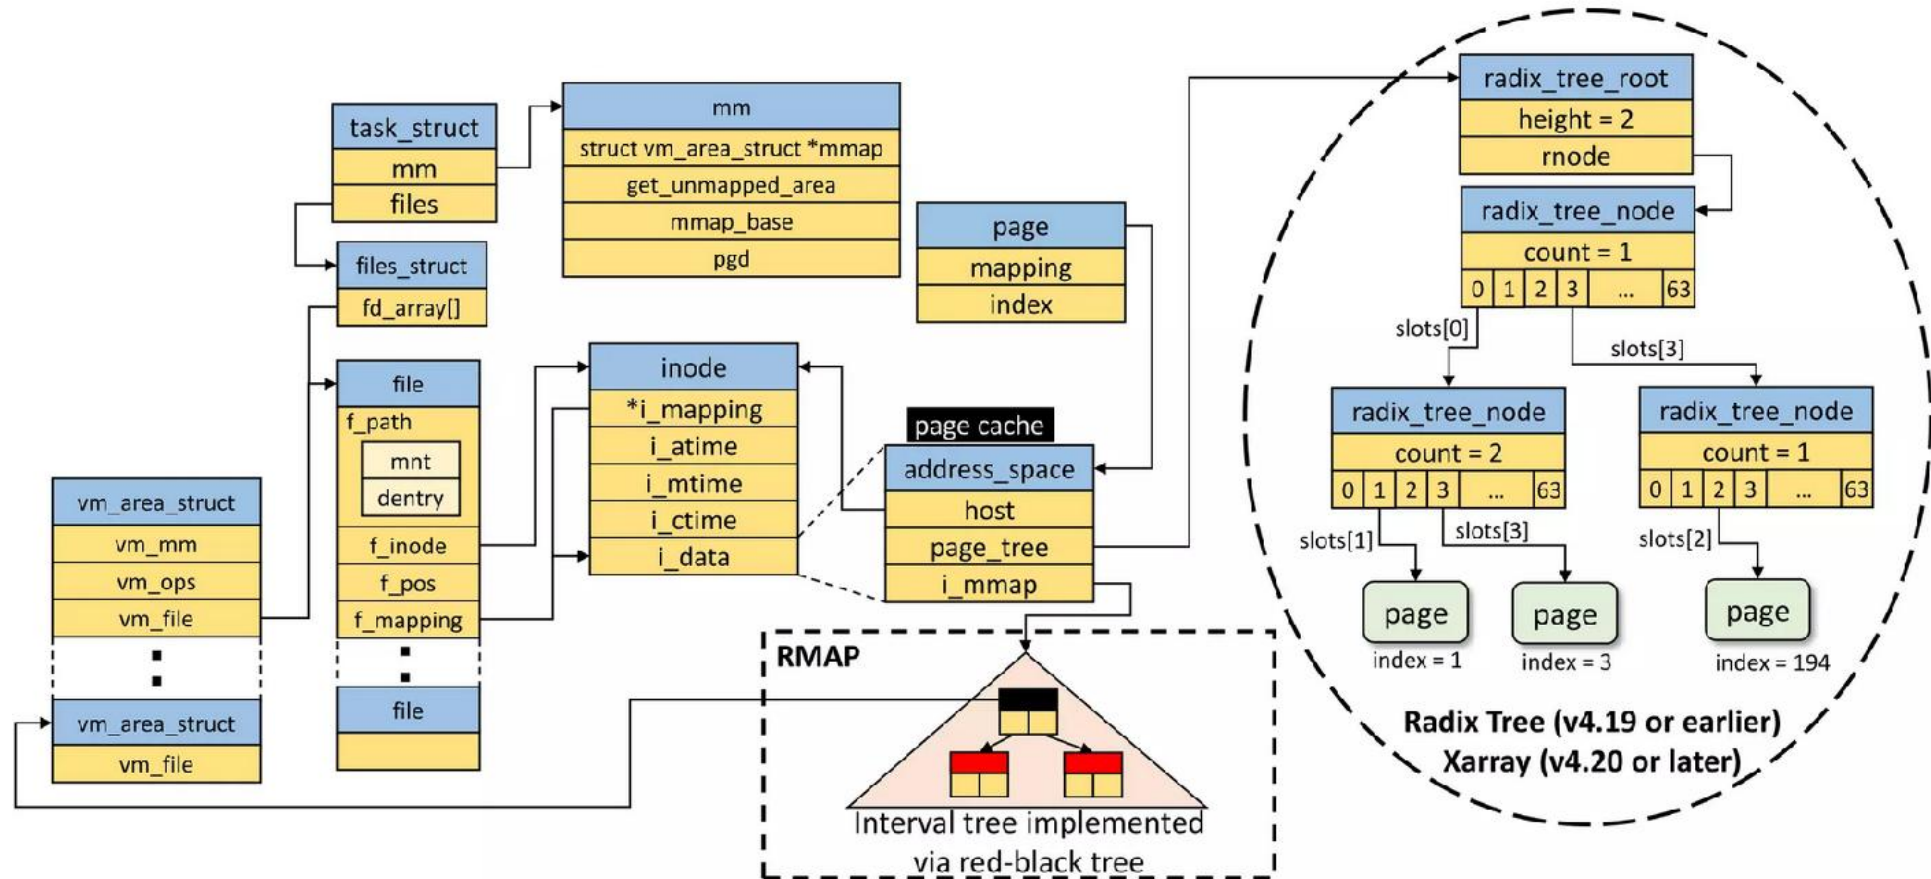 task_struct
mm
files
files_struct
fd_array[]
mm
struct vm_area_struct *mmap
get_unmapped_area
mmap_base
pgd
page
mapping
index
file
f_path
mnt
dentry
f_inode
f_pos
f_mapping
file
vm_area_struct
vm_mm
vm_ops
vm_file
vm_area_struct
vm_file
inode
*i_mapping
i_atime
i_mtime
i_ctime
i_data
page cache
address_space
host
page_tree
i_mmap
RMAP
Interval tree implemented
via red-black tree
radix_tree_root
height = 2
rnode
radix_tree_node
count = 1
0 1 2 3 ... 63
slots[0]
slots[3]
radix_tree_node
count = 2
0 1 2 3 ... 63
radix_tree_node
count = 1
0 1 2 3 ... 63
slots[1]
slots[3]
slots[2]
page
index = 1
page
index = 3
page
index = 194
Radix Tree (v4.19 or earlier)
Xarray (v4.20 or later)